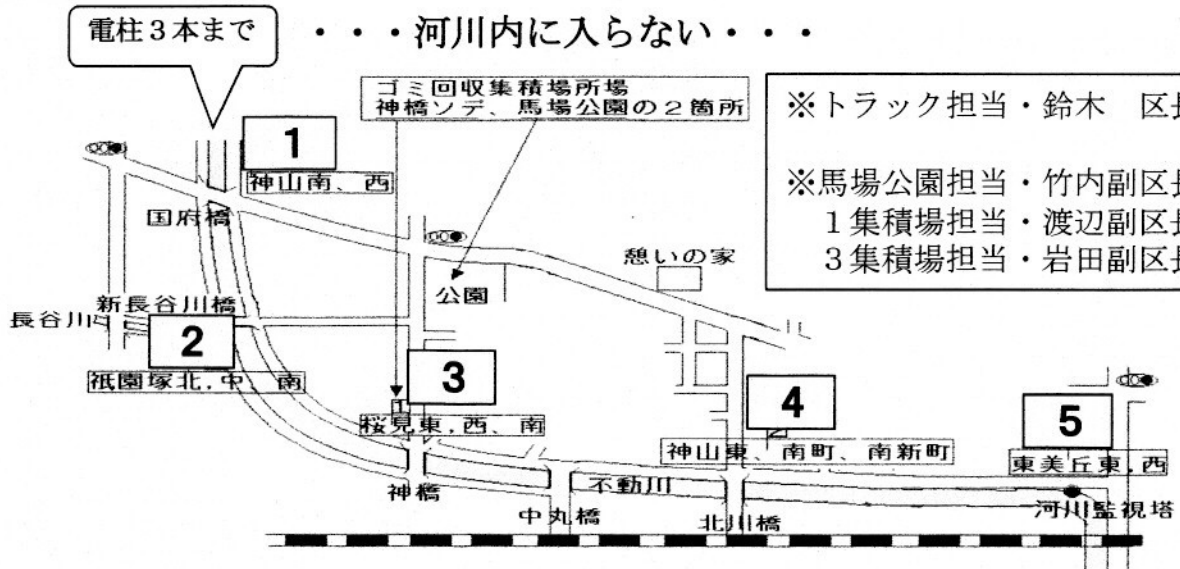 電柱３本まで
・・・河川内に入らない・・・
ゴミ回収集積場所場
神橋ソデ、馬場公園の２箇所
※トラック担当・鈴木　区長
※馬場公園担当・竹内副区長
１集積場担当・渡辺副区長
３集積場担当・岩田副区長
1
神山南、西
国府橋
憩いの家
公園
新長谷川橋
長谷川
2
祇園塚北,中、南
3
1
桜見東,西、南
4
2
神山東、南町、南新町
5
東美丘東,西
神橋
不動川
中丸橋
北川橋
河川監視塔